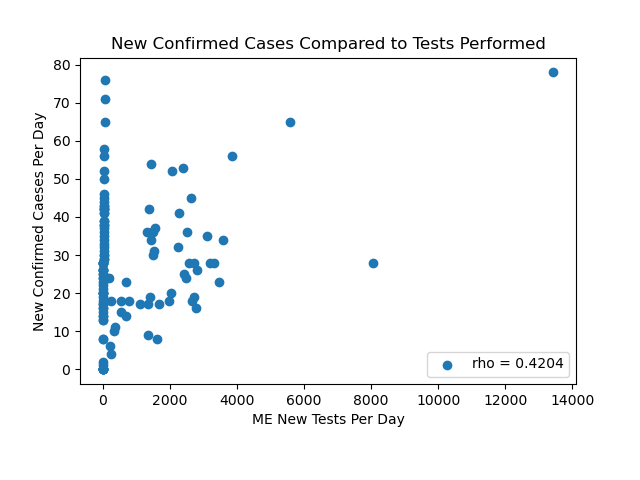 New Confirmed Cases Compared to Tests Performed
New Confirmed Caeses Per Day
80
70
60
50
40
30
20
10
0
rho = 0.4204
0 2000 4000 6000 8000 10000 12000 14000
ME New Tests Per Day